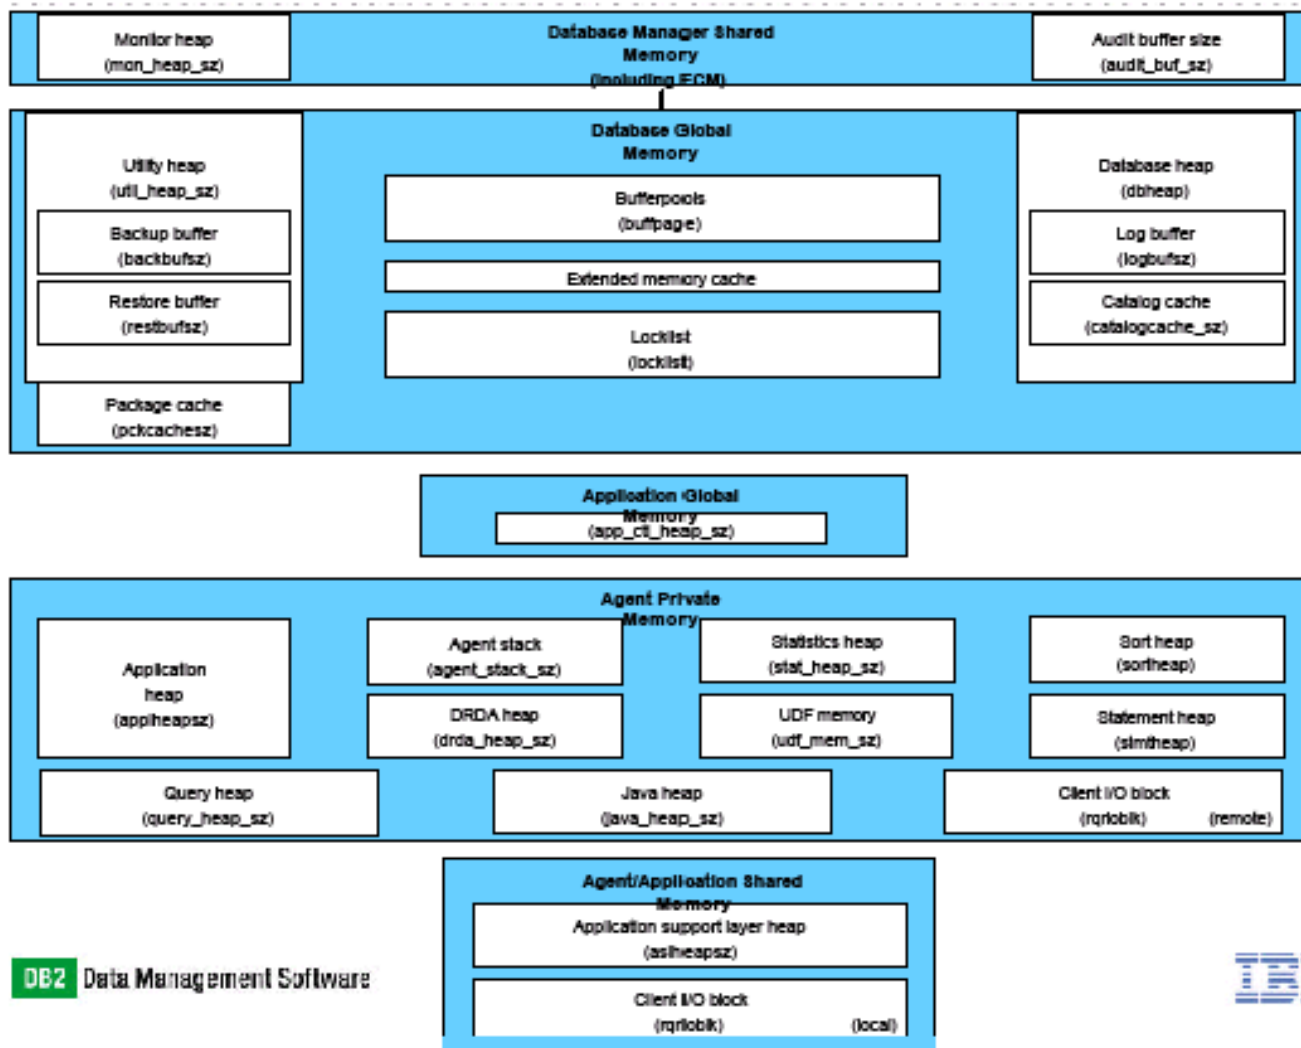 Monitor heap
(mon_heap_sz)
Database Manager Shared
Memory
(including ECM)
Audit buffer size
(audit_buf_sz)
Database Global
Memory
Utility heap
(util_heap_sz)
Backup buffer
(backbufsz)
Restore buffer
(restbufsz)
Package cache
(pckcachesz)
Bufferpools
(buffpage)
Extended memory cache
Locklist
(locklist)
Database heap
(dbheap)
Log buffer
(logbufsz)
Catalog cache
(catalogcache_sz)
Application Global
Memory
(app_ctl_heap_sz)
Agent Private
Memory
Application
heap
(applheapsz)
Agent stack
(agent_stack_sz)
Statistics heap
(stat_heap_sz)
Sort heap
(sortheap)
DRDA heap
(drda_heap_sz)
UDF memory
(udf_mem_sz)
Statement heap
(stmtheap)
Query heap
(query_heap_sz)
Java heap
(java_heap_sz)
Client I/O block
(rqrioblk) (remote)
Agent/Application Shared
Memory
Application support layer heap
(aslheapsz)
Client I/O block
(rqrioblk) (local)
DB2 Data Management Software